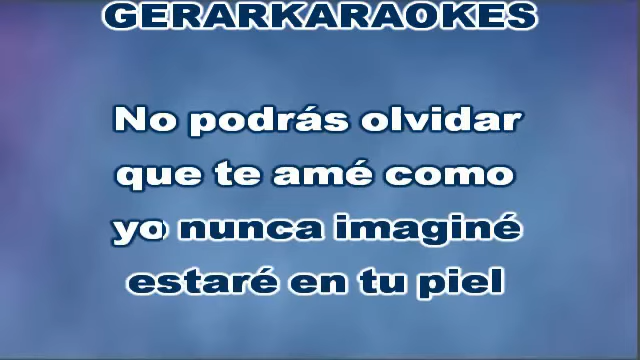 GERARKARAOKES
No podrás olvidar
que te amé como
yo nunca imaginé
estaré en tu piel